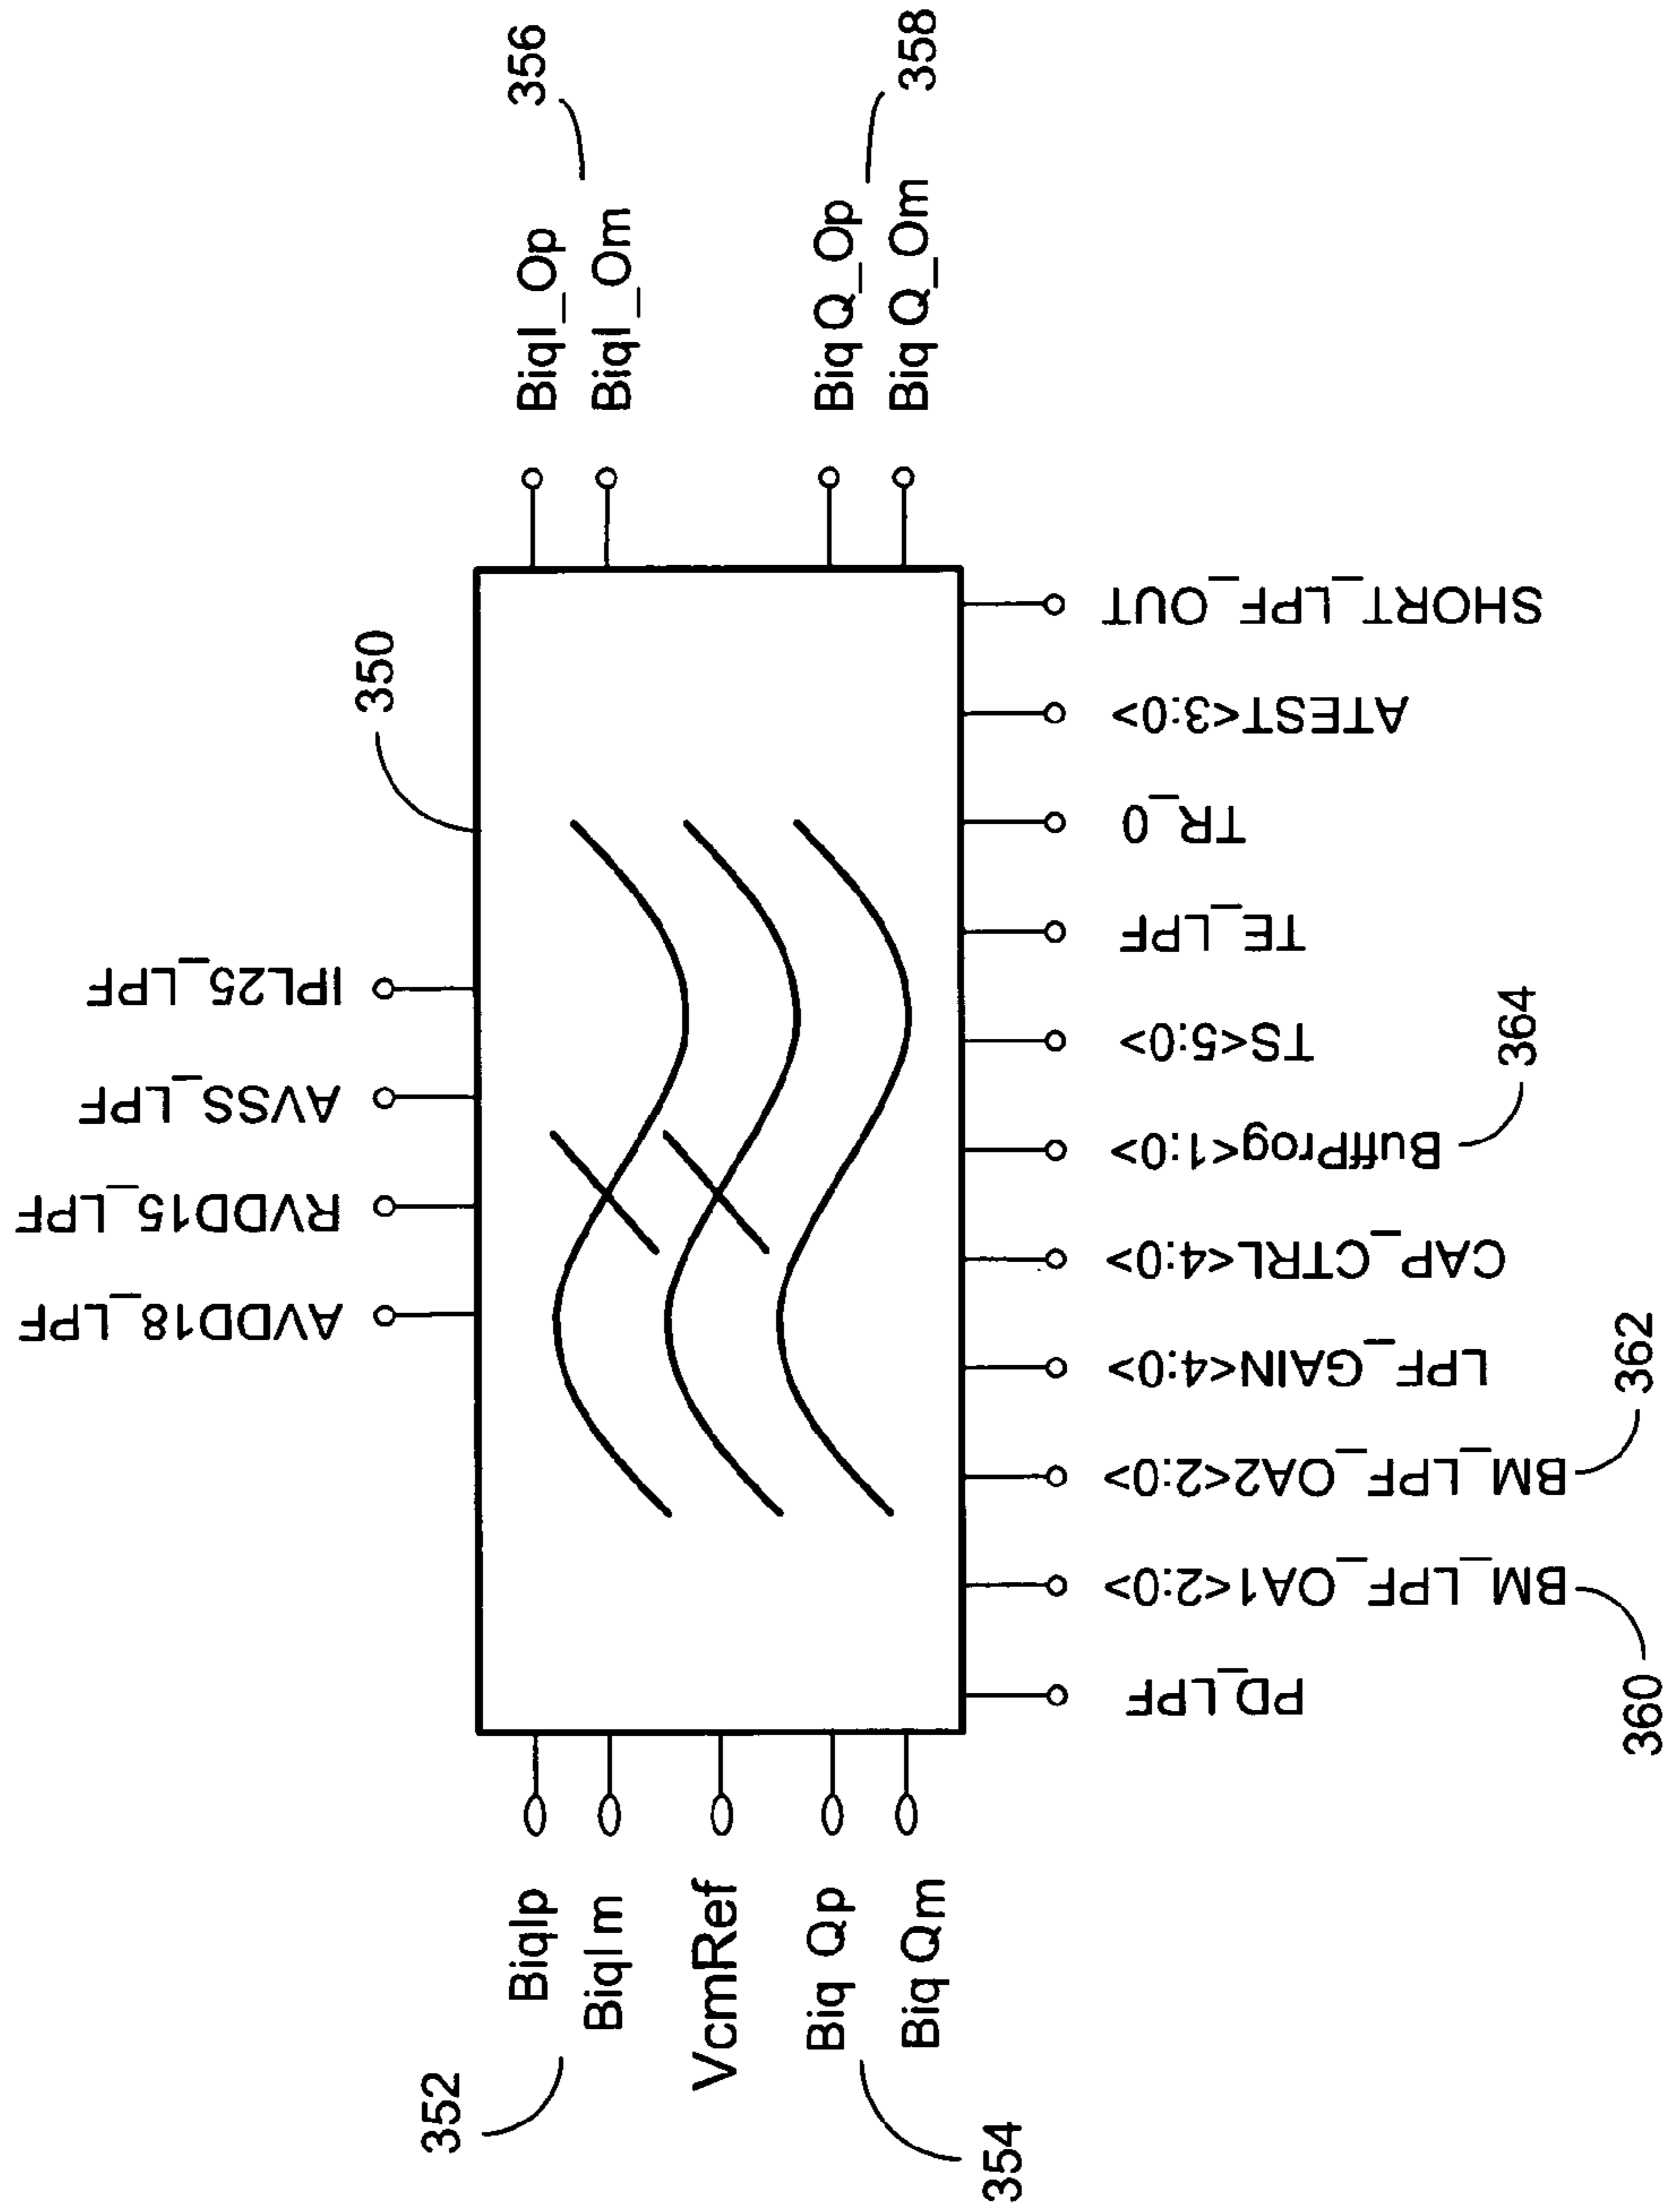 356
358
BiqI_Op
BiqI_Om
Biq Q_Op
Biq Q_Om
350
IPL25_LPF
AVSS_LPF
RVDD15_LPF
AVDD18_LPF
SHORT_LPF_OUT
ATEST<3:0>
TR_0
TE_LPF
TS<5:0>
BuffProg<1:0>
364
CAP_CTRL<4:0>
LPF_GAIN<4:0>
BM_LPF_OA2<2:0>
362
BM_LPF_OA1<2:0>
360
PD_LPF
BiqIp
BiqIm
VcmRef
Biq Qp
Biq Qm
352
354